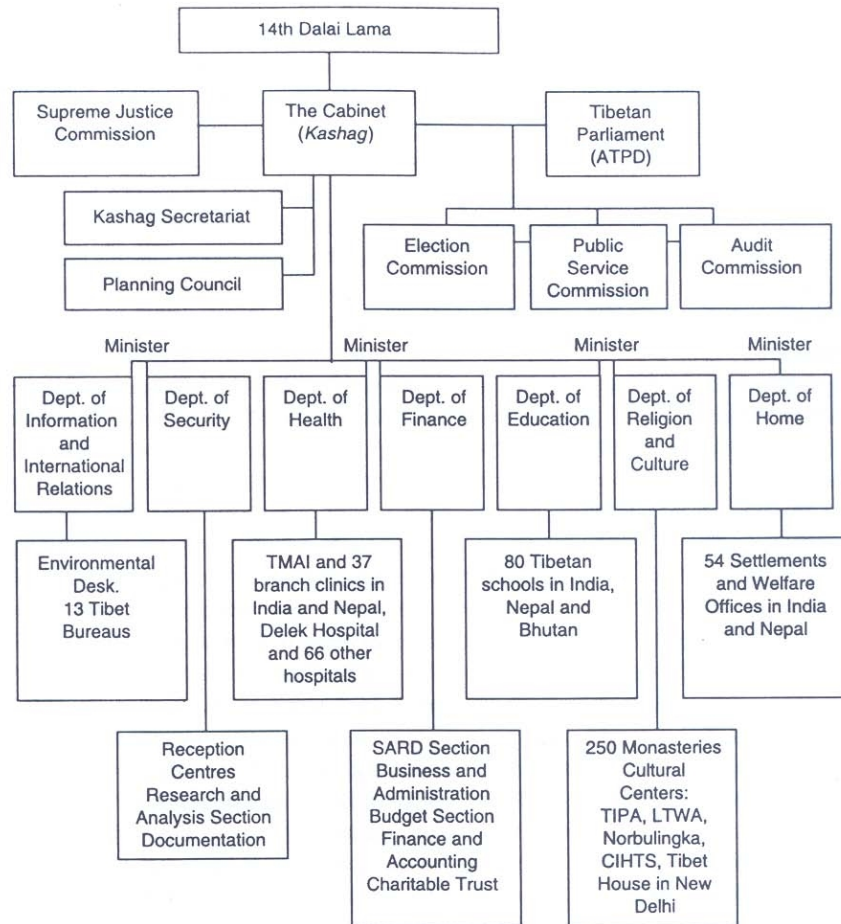 14th Dalai Lama
Supreme Justice
Commission
The Cabinet
(Kashag)
Tibetan
Parliament
(ATPD)
Kashag Secretariat
Planning Council
Election
Commission
Public
Service
Commission
Audit
Commission
Minister
Minister
Minister
Minister
Dept. of
Information
and
International
Relations
Dept. of
Security
Dept. of
Health
Dept. of
Finance
Dept. of
Education
Dept. of
Religion
and
Culture
Dept. of
Home
Environmental
Desk.
13 Tibet
Bureaus
TMAI and 37
branch clinics in
India and Nepal,
Delek Hospital
and 66 other
hospitals
80 Tibetan
schools in India,
Nepal and
Bhutan
54 Settlements
and Welfare
Offices in India
and Nepal
Reception
Centres
Research and
Analysis Section
Documentation
SARD Section
Business and
Administration
Budget Section
Finance and
Accounting
Charitable Trust
250 Monasteries
Cultural
Centers:
TIPA, LTWA,
Norbulingka,
CIHTS, Tibet
House in New
Delhi